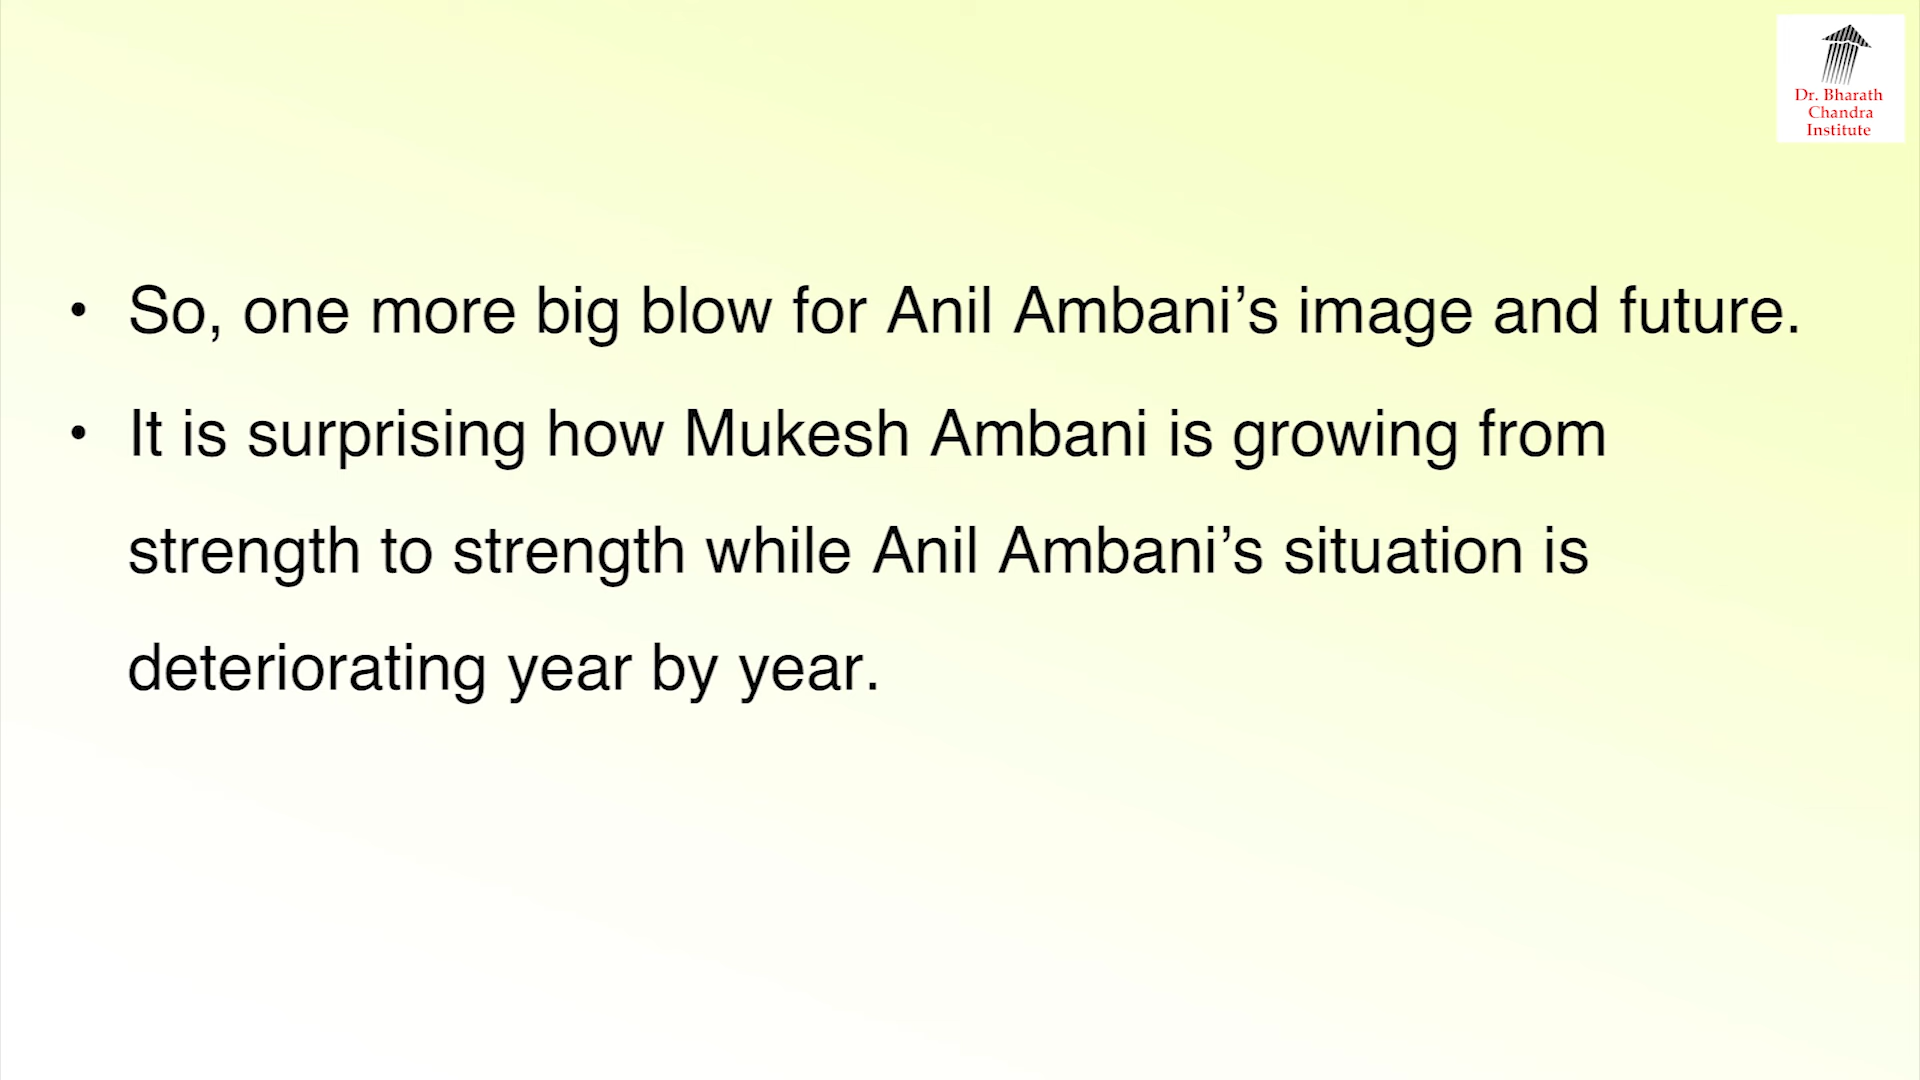 Dr. Bharath
Chandra
Institute
• So, one more big blow for Anil Ambani’s image and future.
• It is surprising how Mukesh Ambani is growing from
strength to strength while Anil Ambani’s situation is
deteriorating year by year.